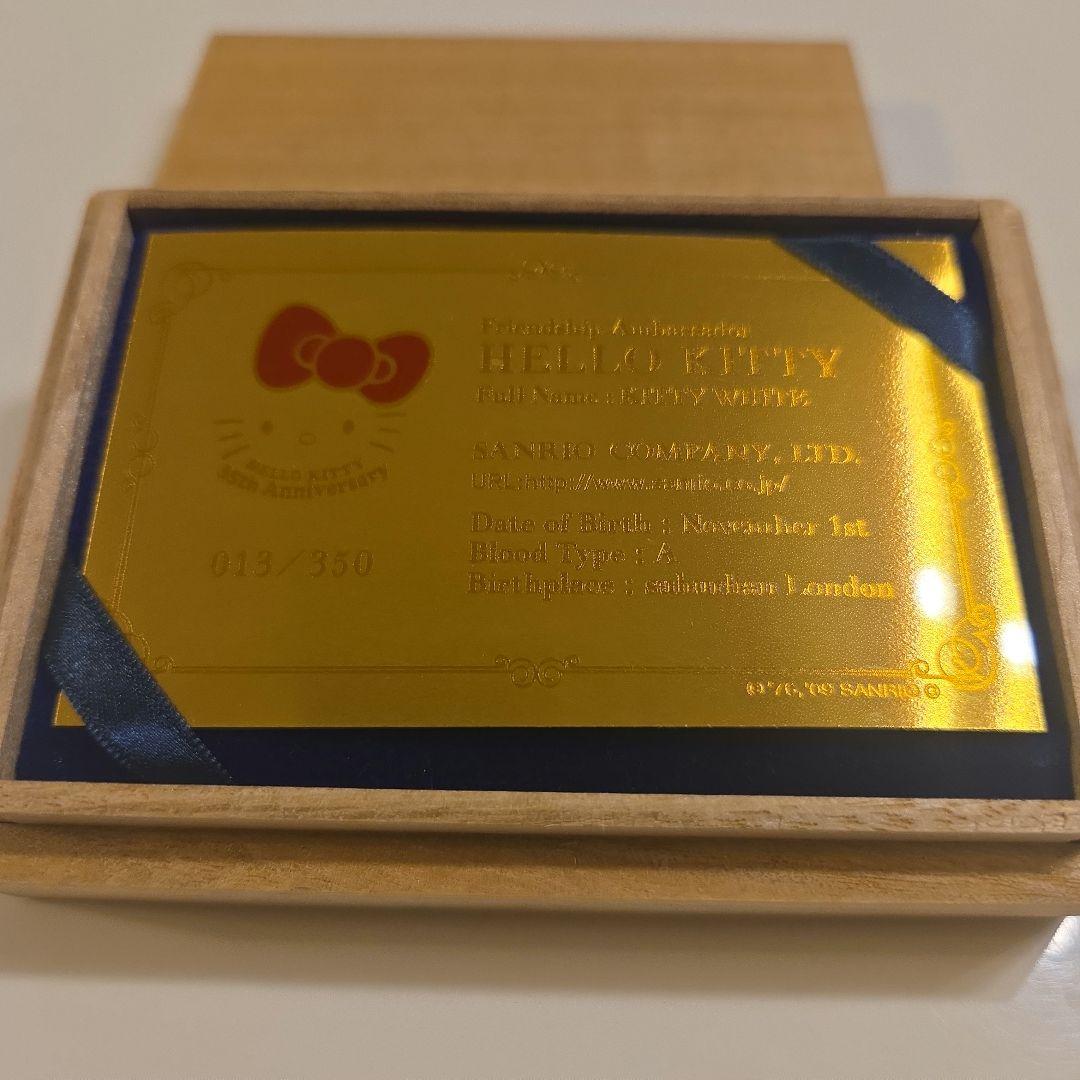 HELLO KITTY
35th Anniversary
013/350
Friendship Ambassador
HELLO KITTY
Full Name : KITTY WHITE
SANRIO COMPANY, LTD.
URL:http://www.sanrio.co.jp/
Date of Birth : November 1st
Blood Type : A
Birthplace : suburban London
©'76,'09 SANRIO ©